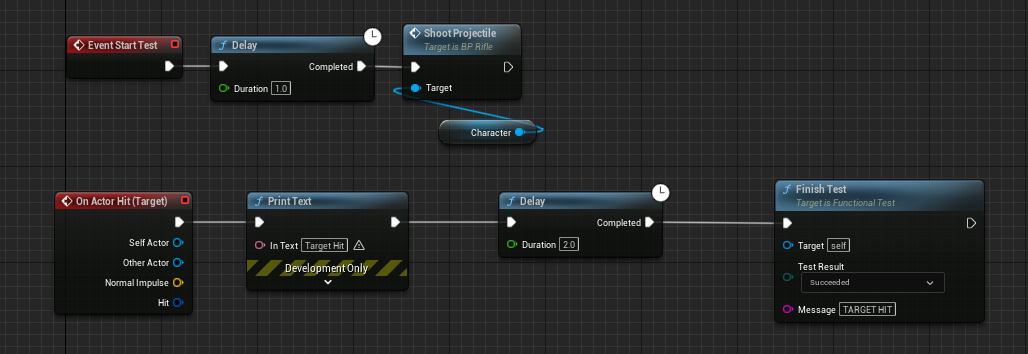 Event Start Test
Delay
Completed
Duration 1.0
Shoot Projectile
Target is BP Rifle
Target
Character
On Actor Hit (Target)
Self Actor
Other Actor
Normal Impulse
Hit
Print Text
In Text Target Hit
Development Only
Delay
Completed
Duration 2.0
Finish Test
Target is Functional Test
Target self
Test Result
Succeeded
Message TARGET HIT